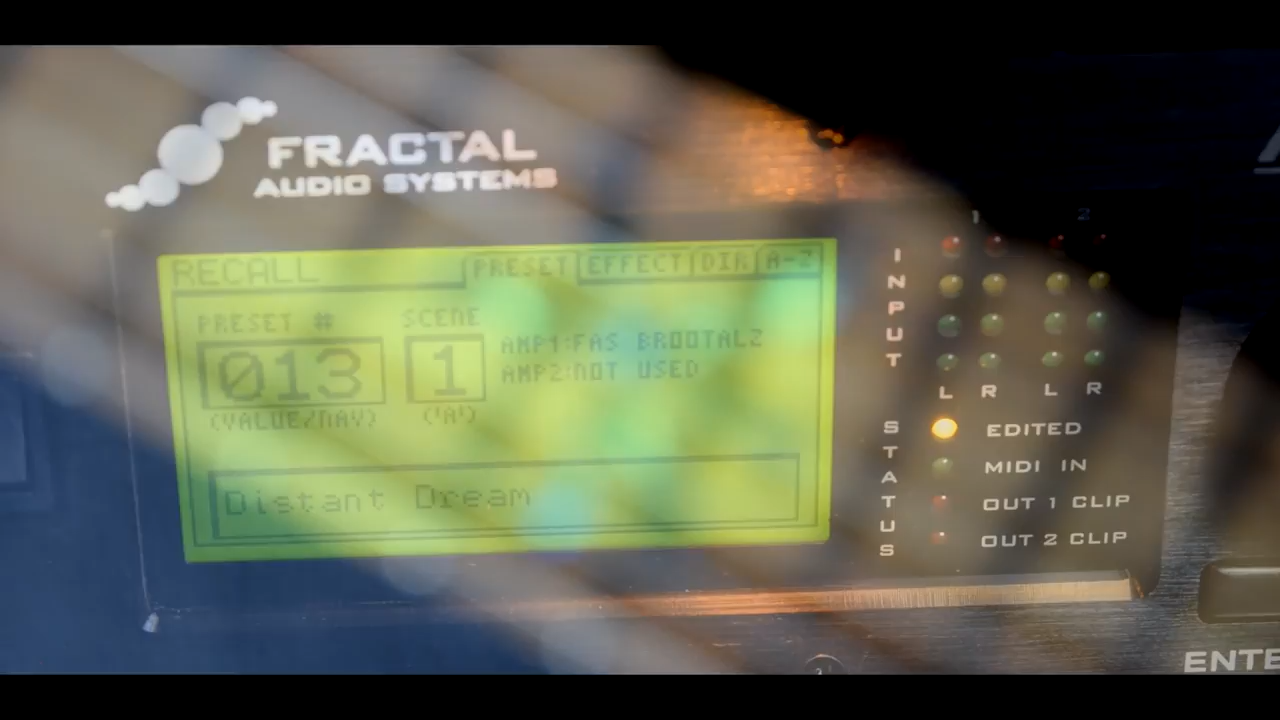 FRACTAL
AUDIO SYSTEMS
RECALL PRESET EFFECT DIR A-Z
PRESET # SCENE
AMP1:FAS BROOTALZ
013 1
AMP2:NOT USED
(VALUE/NAV) ('A')
Distant Dream
1 2
INPUT
L R L R
STATUS
EDITED
MIDI IN
OUT 1 CLIP
OUT 2 CLIP